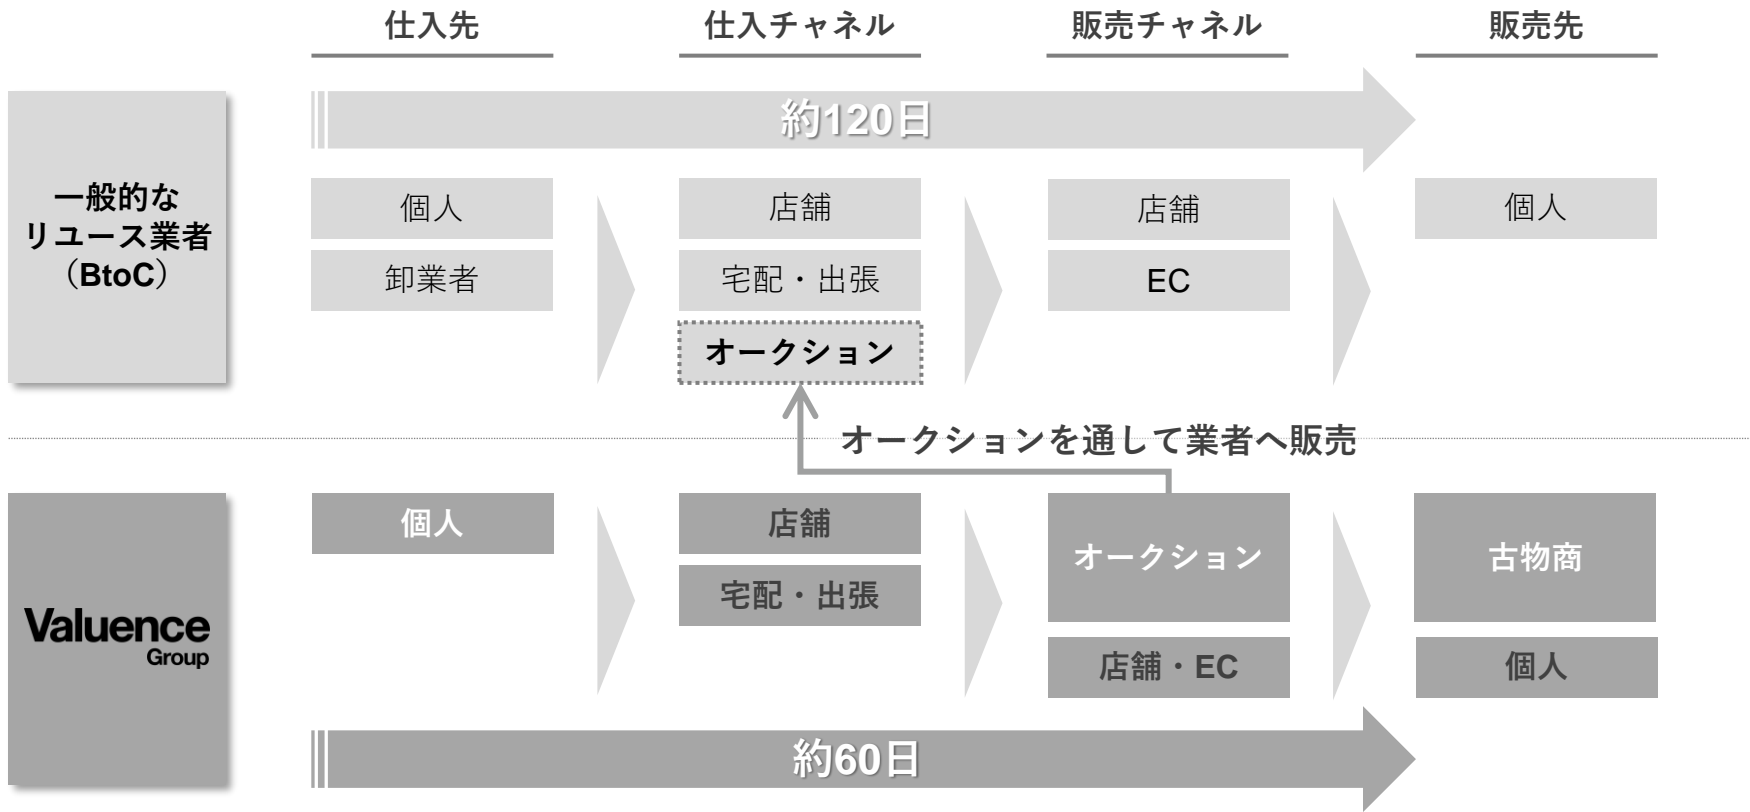 仕入先
仕入チャネル
販売チャネル
販売先
約120日
一般的な
リユース業者
（BtoC）
個人
店舗
店舗
個人
卸業者
宅配・出張
EC
オークション
オークションを通して業者へ販売
Valuence
Group
個人
店舗
オークション
古物商
宅配・出張
店舗・EC
個人
約60日